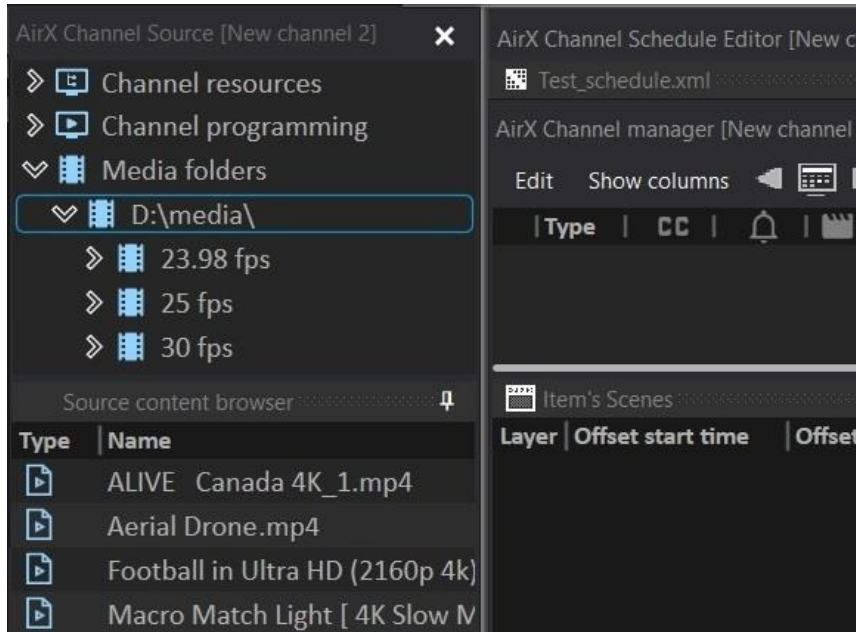 AirX Channel Source [New channel 2]
Channel resources
Channel programming
Media folders
D:\media\
23.98 fps
25 fps
30 fps
Source content browser
Type Name
ALIVE Canada 4K_1.mp4
Aerial Drone.mp4
Football in Ultra HD (2160p 4k)
Macro Match Light [ 4K Slow M
AirX Channel Schedule Editor [New c
Test_schedule.xml
AirX Channel manager [New channel
Edit Show columns
Type CC
Item's Scenes
Layer Offset start time Offset